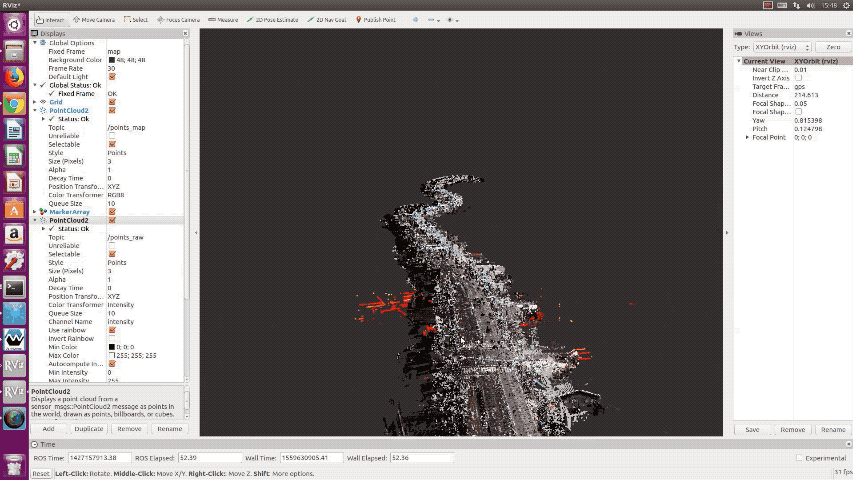 RViz*
15:48
Interact Move Camera Select Focus Camera Measure 2D Pose Estimate 2D Nav Goal Publish Point
Displays
Global Options
Fixed Frame map
Background Color 48; 48; 48
Frame Rate 30
Default Light
Global Status: Ok
Fixed Frame OK
Grid
PointCloud2
Status: Ok
Topic /points_map
Unreliable
Selectable
Style Points
Size (Pixels) 3
Alpha 1
Decay Time 0
Position Transfo... XYZ
Color Transformer RGB8
Queue Size 10
MarkerArray
PointCloud2
Status: Ok
Topic /points_raw
Unreliable
Selectable
Style Points
Size (Pixels) 3
Alpha 1
Decay Time 0
Position Transfo... XYZ
Color Transformer Intensity
Queue Size 10
Channel Name intensity
Use rainbow
Invert Rainbow
Min Color 0; 0; 0
Max Color 255; 255; 255
Autocompute In...
Min Intensity 0
Max Intensity 255
PointCloud2
Displays a point cloud from a
sensor_msgs::PointCloud2 message as points in
the world, drawn as points, billboards, or cubes.
Add Duplicate Remove Rename
Views
Type: XYOrbit (rviz) Zero
Current View XYOrbit (rviz)
Near Clip ... 0.01
Invert Z Axis
Target Fra... gps
Distance 214.613
Focal Shap... 0.05
Focal Shap...
Yaw 0.815398
Pitch 0.124798
Focal Point 0; 0; 0
Save Remove Rename
Time
ROS Time: 1427157913.38 ROS Elapsed: 52.39 Wall Time: 1559630905.41 Wall Elapsed: 52.36 Experimental
Reset Left-Click: Rotate. Middle-Click: Move X/Y. Right-Click: Move Z. Shift: More options. 31 fps